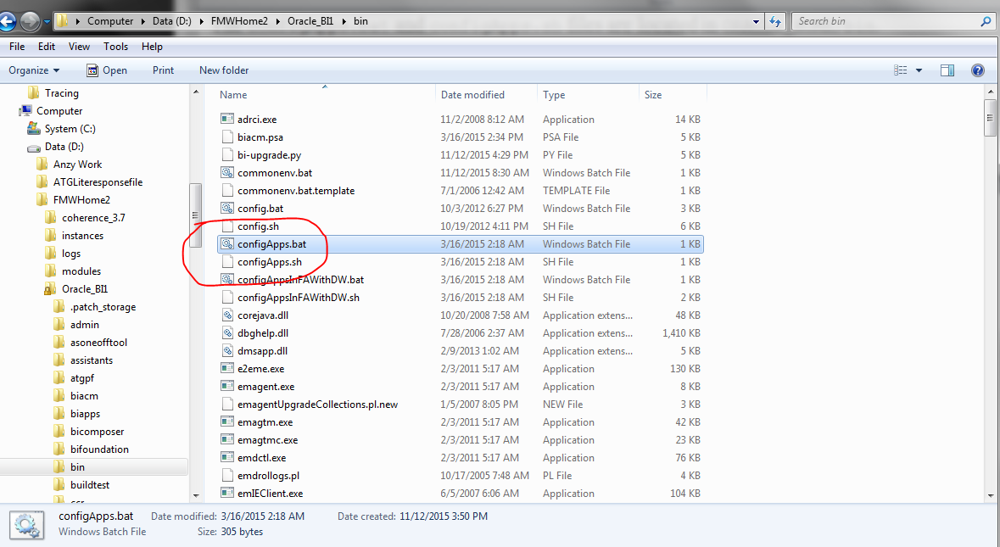 Computer Data (D:) FMWHome2 Oracle_BI1 bin Search bin
File Edit View Tools Help
Organize Open Print New folder
Tracing
Computer
System (C:)
Data (D:)
Anzy Work
ATGLiteresponsefile
FMWHome2
coherence_3.7
instances
logs
modules
Oracle_BI1
.patch_storage
admin
asoneofftool
assistants
atgpf
biacm
biapps
bicomposer
bifoundation
bin
buildtest
ccr
Name Date modified Type Size
adrci.exe 11/2/2008 8:12 AM Application 14 KB
biacm.psa 3/16/2015 2:34 PM PSA File 5 KB
bi-upgrade.py 11/12/2015 4:29 PM PY File 5 KB
commonenv.bat 11/12/2015 8:30 AM Windows Batch File 1 KB
commonenv.bat.template 7/1/2006 12:42 AM TEMPLATE File 1 KB
config.bat 10/3/2012 6:27 PM Windows Batch File 3 KB
config.sh 10/19/2012 4:11 PM SH File 6 KB
configApps.bat 3/16/2015 2:18 AM Windows Batch File 1 KB
configApps.sh 3/16/2015 2:18 AM SH File 1 KB
configAppsInFAWithDW.bat 3/16/2015 2:18 AM Windows Batch File 1 KB
configAppsInFAWithDW.sh 3/16/2015 2:18 AM SH File 2 KB
corejava.dll 10/20/2008 7:58 AM Application extens... 48 KB
dbghelp.dll 7/28/2006 2:37 AM Application extens... 1,410 KB
dmsapp.dll 2/9/2013 1:02 AM Application extens... 5 KB
e2eme.exe 2/3/2011 5:17 AM Application 130 KB
emagent.exe 2/3/2011 5:17 AM Application 8 KB
emagentUpgradeCollections.pl.new 1/5/2007 8:05 PM NEW File 3 KB
emagtm.exe 2/3/2011 5:17 AM Application 42 KB
emagtmc.exe 2/3/2011 5:17 AM Application 23 KB
emdctl.exe 2/3/2011 5:17 AM Application 76 KB
emdrollogs.pl 10/17/2005 7:48 AM PL File 4 KB
emIEClient.exe 6/5/2007 6:06 AM Application 104 KB
configApps.bat Date modified: 3/16/2015 2:18 AM Date created: 11/12/2015 3:50 PM
Windows Batch File Size: 305 bytes